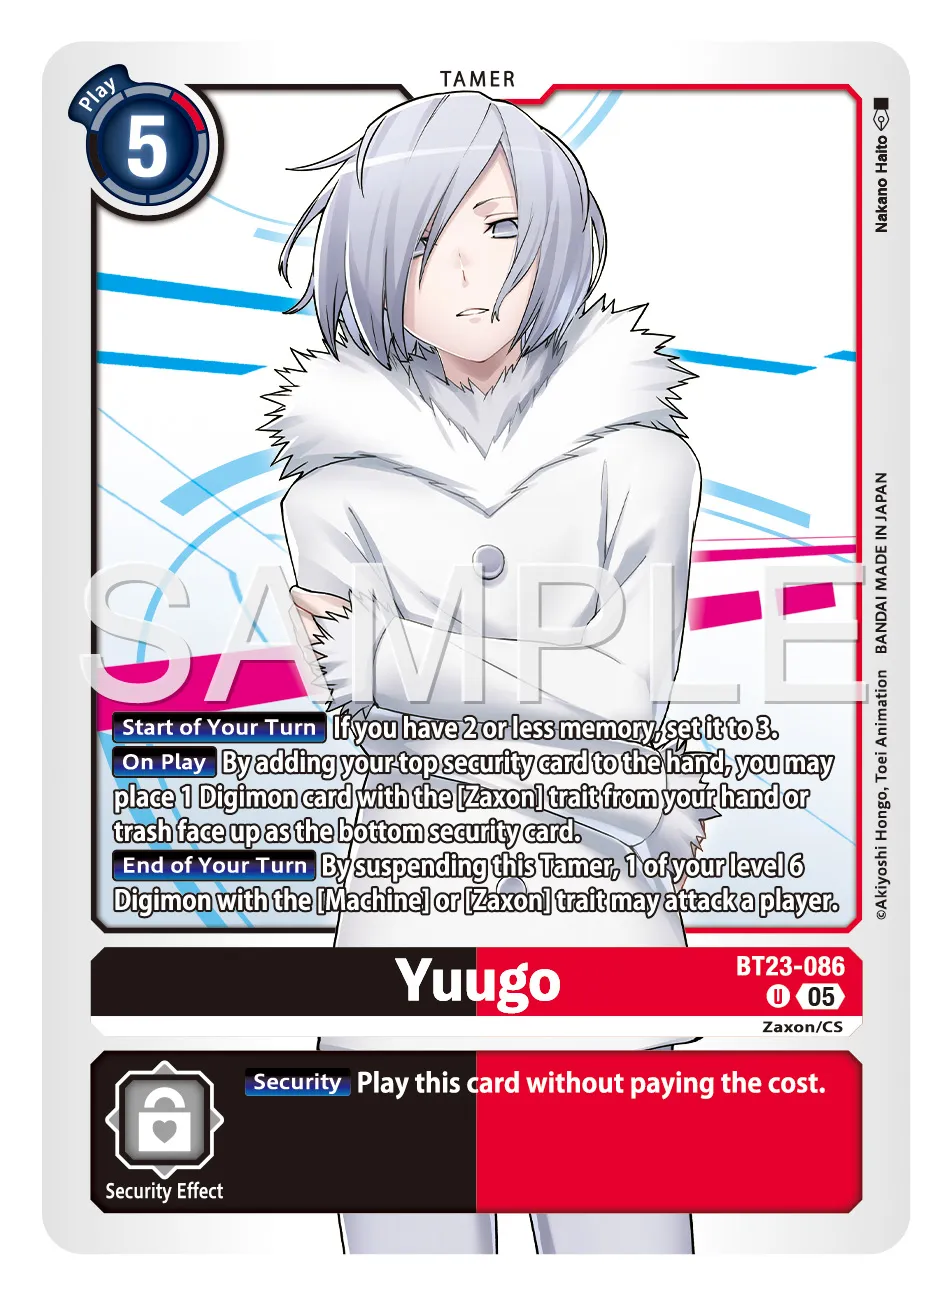 TAMER
Play
5
Nakano Haito
©Akiyoshi Hongo, Toei Animation BANDAI MADE IN JAPAN
SAMPLE
Start of Your Turn If you have 2 or less memory, set it to 3.
On Play By adding your top security card to the hand, you may
place 1 Digimon card with the [Zaxon] trait from your hand or
trash face up as the bottom security card.
End of Your Turn By suspending this Tamer, 1 of your level 6
Digimon with the [Machine] or [Zaxon] trait may attack a player.
Yuugo
BT23-086
U 05
Zaxon/CS
Security Play this card without paying the cost.
Security Effect